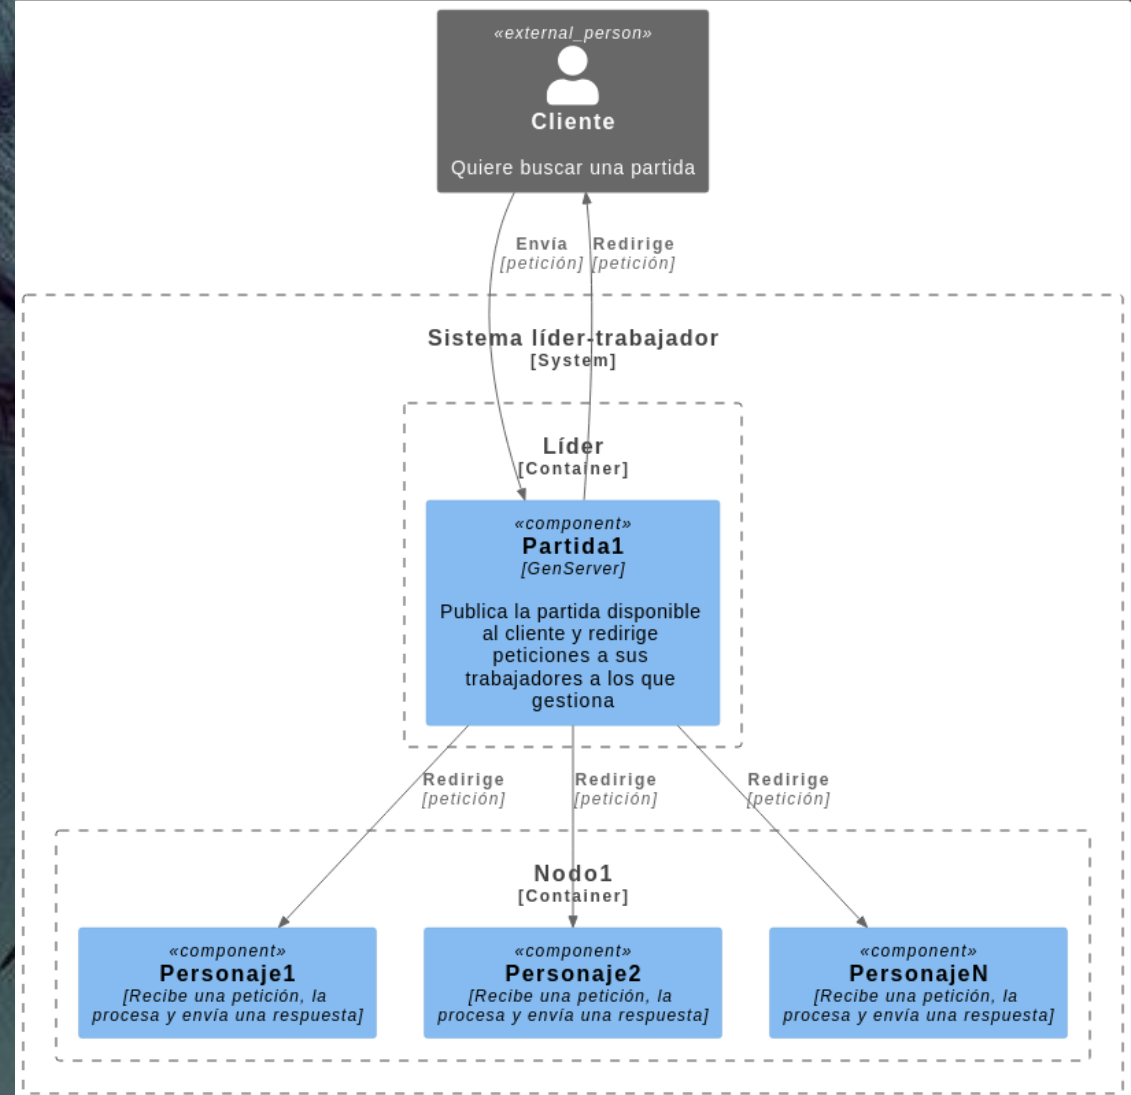 «external_person»
Cliente
Quiere buscar una partida
Envía
[petición]
Redirige
[petición]
Sistema líder-trabajador
[System]
Líder
[Container]
«component»
Partida1
[GenServer]
Publica la partida disponible
al cliente y redirige
peticiones a sus
trabajadores a los que
gestiona
Redirige
[petición]
Redirige
[petición]
Redirige
[petición]
Nodo1
[Container]
«component»
Personaje1
[Recibe una petición, la
procesa y envía una respuesta]
«component»
Personaje2
[Recibe una petición, la
procesa y envía una respuesta]
«component»
PersonajeN
[Recibe una petición, la
procesa y envía una respuesta]